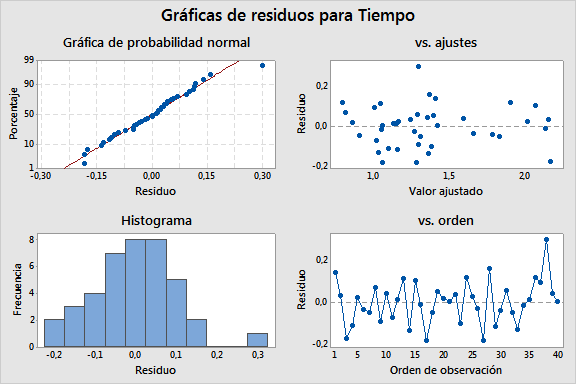 Gráficas de residuos para Tiempo
Gráfica de probabilidad normal
Porcentaje
99
90
50
10
1
-0,30 -0,15 0,00 0,15 0,30
Residuo
vs. ajustes
Residuo
0,2
0,0
-0,2
1,0 1,5 2,0
Valor ajustado
Histograma
Frecuencia
8
6
4
2
0
-0,2 -0,1 0,0 0,1 0,2 0,3
Residuo
vs. orden
Residuo
0,2
0,0
-0,2
1 5 10 15 20 25 30 35 40
Orden de observación